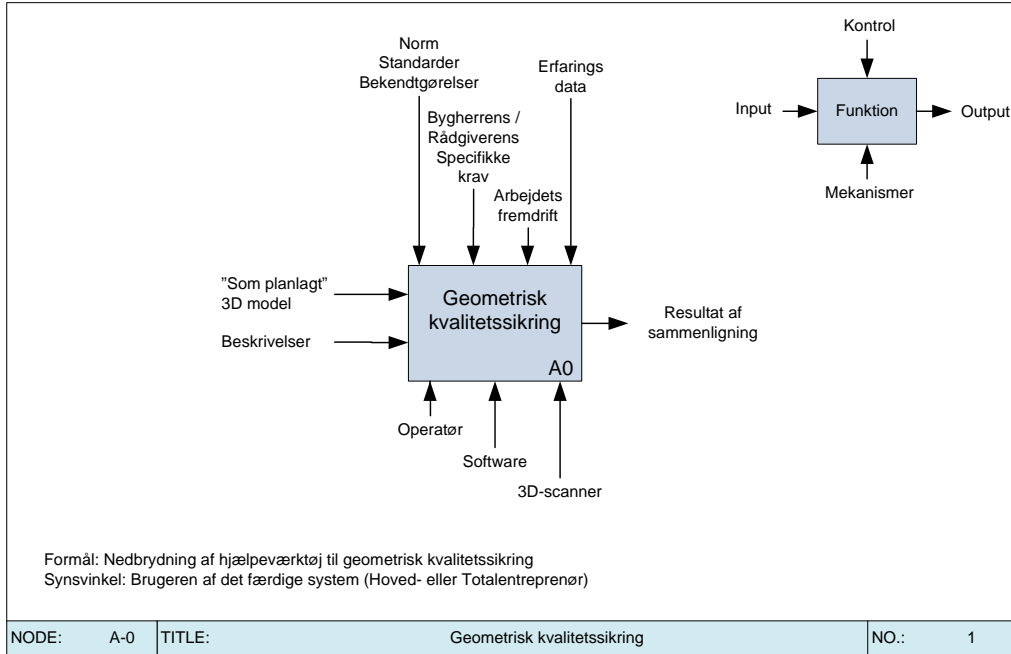 Norm
Standarder
Bekendtgørelser
Bygherrens /
Rådgiverens
Specifikke
krav
Arbejdets
fremdrift
Erfarings
data
Kontrol
Input
Funktion
Output
Mekanismer
”Som planlagt”
3D model
Beskrivelser
Geometrisk
kvalitetssikring
A0
Resultat af
sammenligning
Operatør
Software
3D-scanner
Formål: Nedbrydning af hjælpeværktøj til geometrisk kvalitetssikring
Synsvinkel: Brugeren af det færdige system (Hoved- eller Totalentreprenør)
NODE: A-0 TITLE: Geometrisk kvalitetssikring NO.: 1